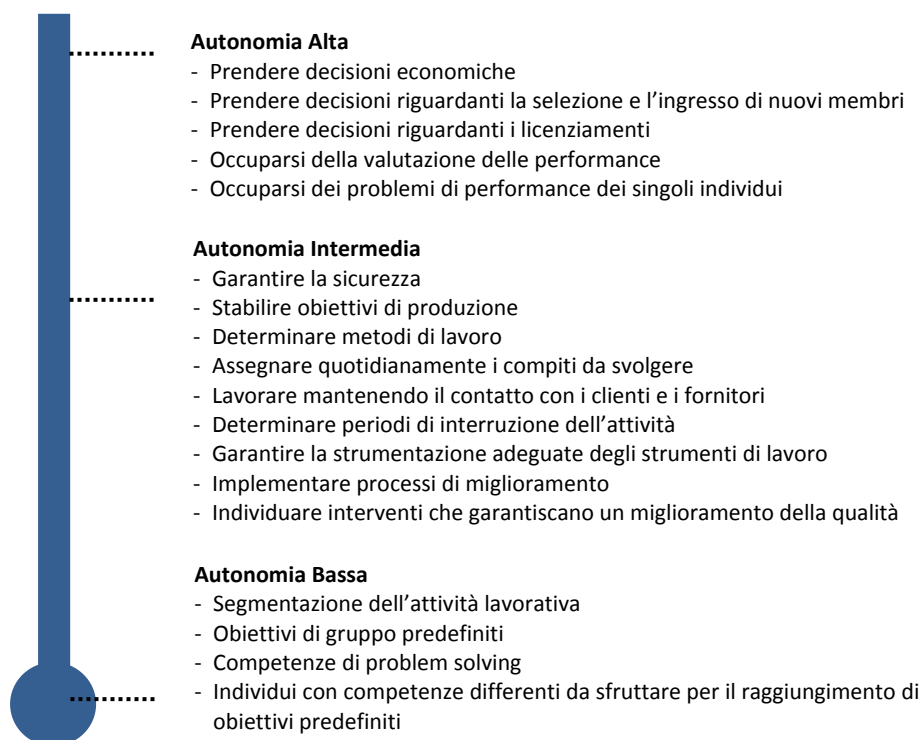 Autonomia Alta
- Prendere decisioni economiche
- Prendere decisioni riguardanti la selezione e l’ingresso di nuovi membri
- Prendere decisioni riguardanti i licenziamenti
- Occuparsi della valutazione delle performance
- Occuparsi dei problemi di performance dei singoli individui
Autonomia Intermedia
- Garantire la sicurezza
- Stabilire obiettivi di produzione
- Determinare metodi di lavoro
- Assegnare quotidianamente i compiti da svolgere
- Lavorare mantenendo il contatto con i clienti e i fornitori
- Determinare periodi di interruzione dell’attività
- Garantire la strumentazione adeguate degli strumenti di lavoro
- Implementare processi di miglioramento
- Individuare interventi che garantiscano un miglioramento della qualità
Autonomia Bassa
- Segmentazione dell’attività lavorativa
- Obiettivi di gruppo predefiniti
- Competenze di problem solving
- Individui con competenze differenti da sfruttare per il raggiungimento di
obiettivi predefiniti